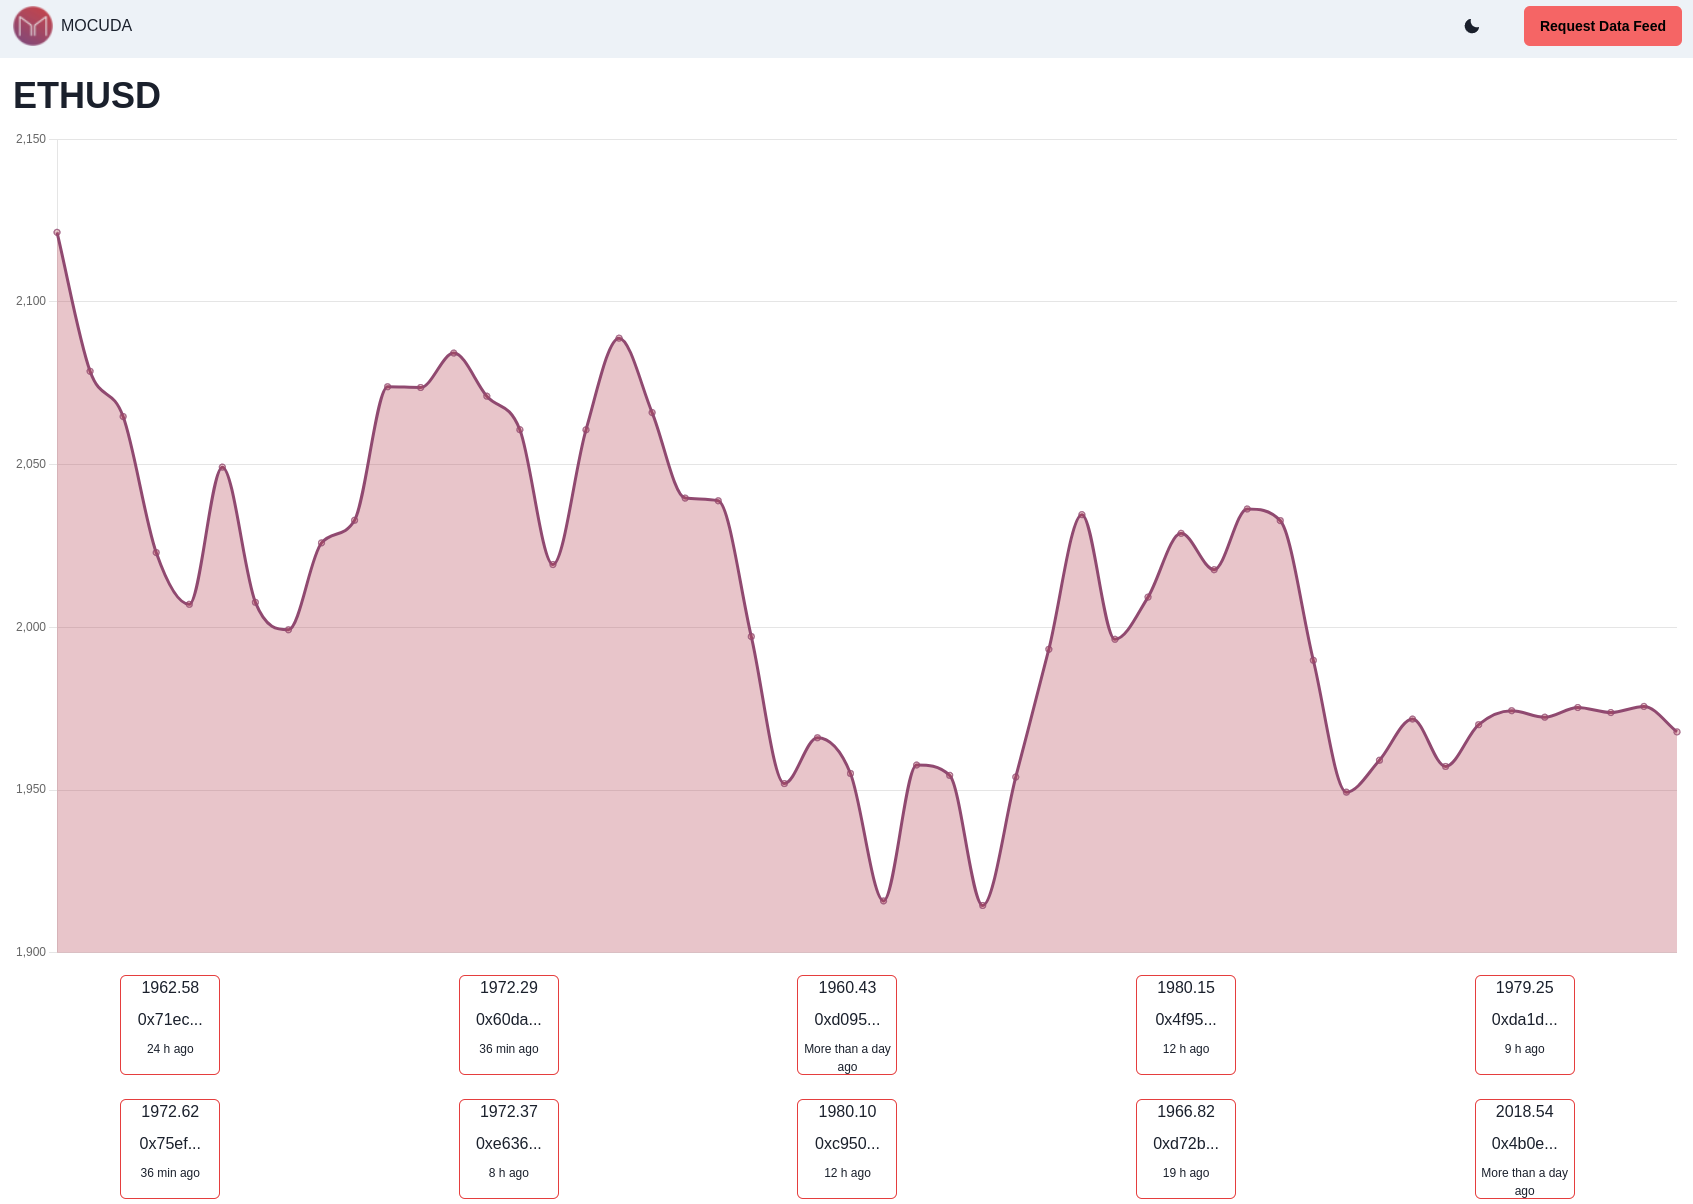 MOCUDA
Request Data Feed
ETHUSD
2,150
2,100
2,050
2,000
1,950
1,900
1962.58
0x71ec...
24 h ago
1972.29
0x60da...
36 min ago
1960.43
0xd095...
More than a day
ago
1980.15
0x4f95...
12 h ago
1979.25
0xda1d...
9 h ago
1972.62
0x75ef...
36 min ago
1972.37
0xe636...
8 h ago
1980.10
0xc950...
12 h ago
1966.82
0xd72b...
19 h ago
2018.54
0x4b0e...
More than a day
ago